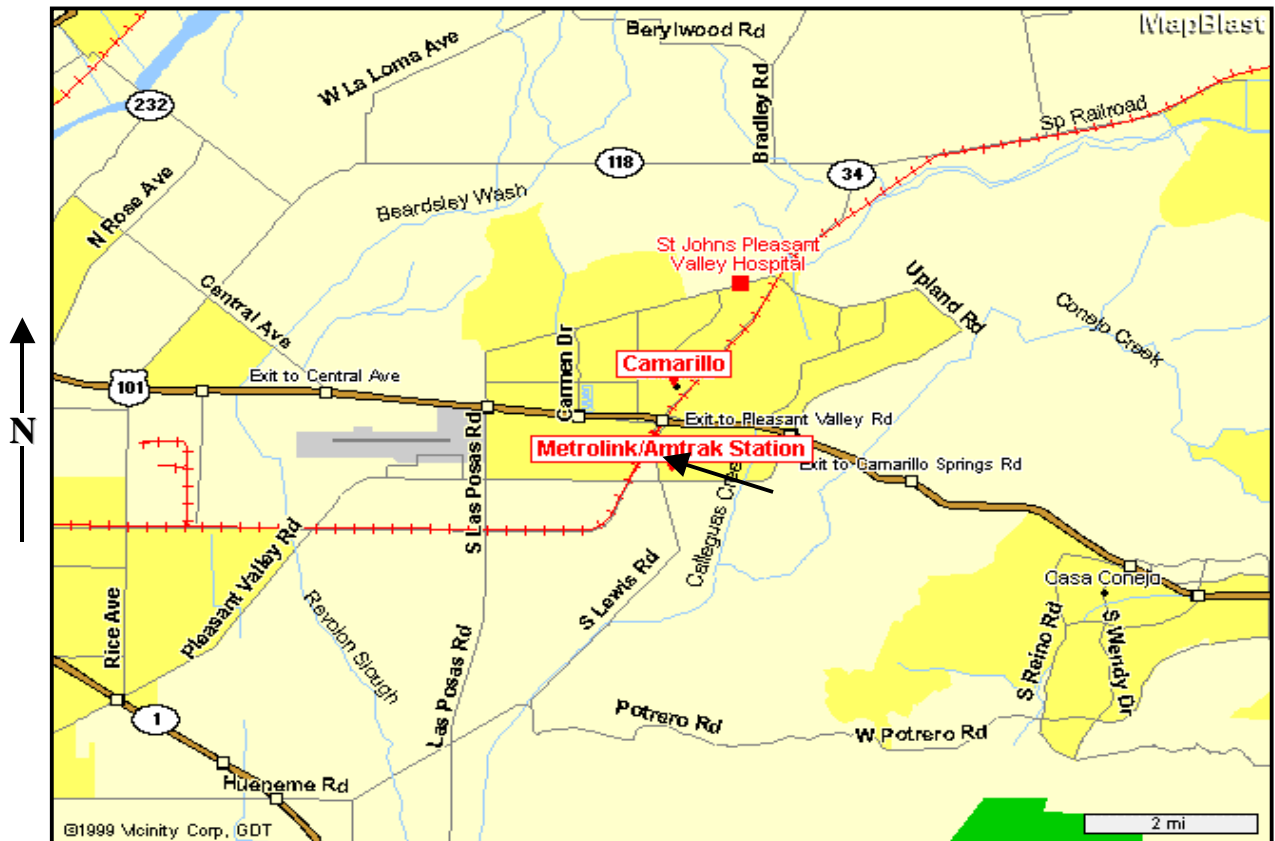 MapBlast
Berylwood Rd
W La Loma Ave
Bradley Rd
232
Sp Railroad
118
34
N Rose Ave
Beardsley Wash
St Johns Pleasant
Valley Hospital
Upland Rd
Central Ave
Conejo Creek
Carmen Dr
Camarillo
101
Exit to Central Ave
N
Exit to Pleasant Valley Rd
Metrolink/Amtrak Station
Exit to Camarillo Springs Rd
S Las Posas Rd
Calleguas Cree
Pleasant Valley Rd
S Lewis Rd
Casa Conejo
Rice Ave
Revolon Slough
S Reino Rd
S Wendy Dr
Las Posas Rd
1
Potrero Rd
W Potrero Rd
Hueneme Rd
©1999 Vicinity Corp, GDT
2 mi